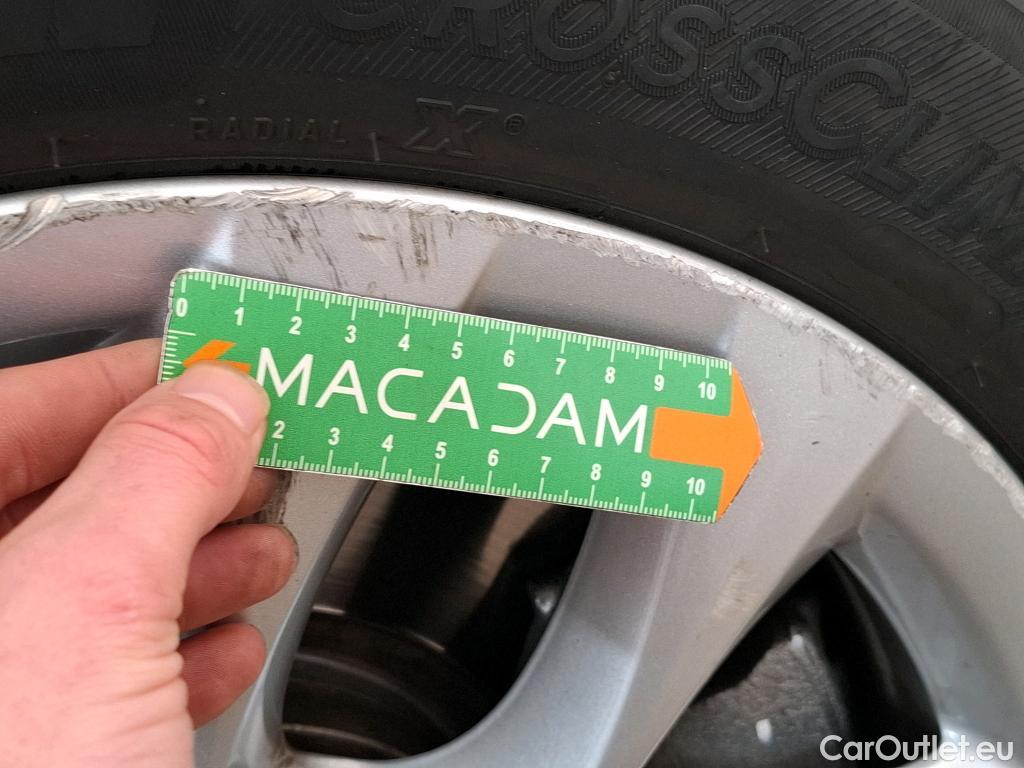 CROSSCLIM
RADIAL X®
0 1 2 3 4 5 6 7 8 9 10
MACADAM
2 3 4 5 6 7 8 9 10
CarOutlet.eu